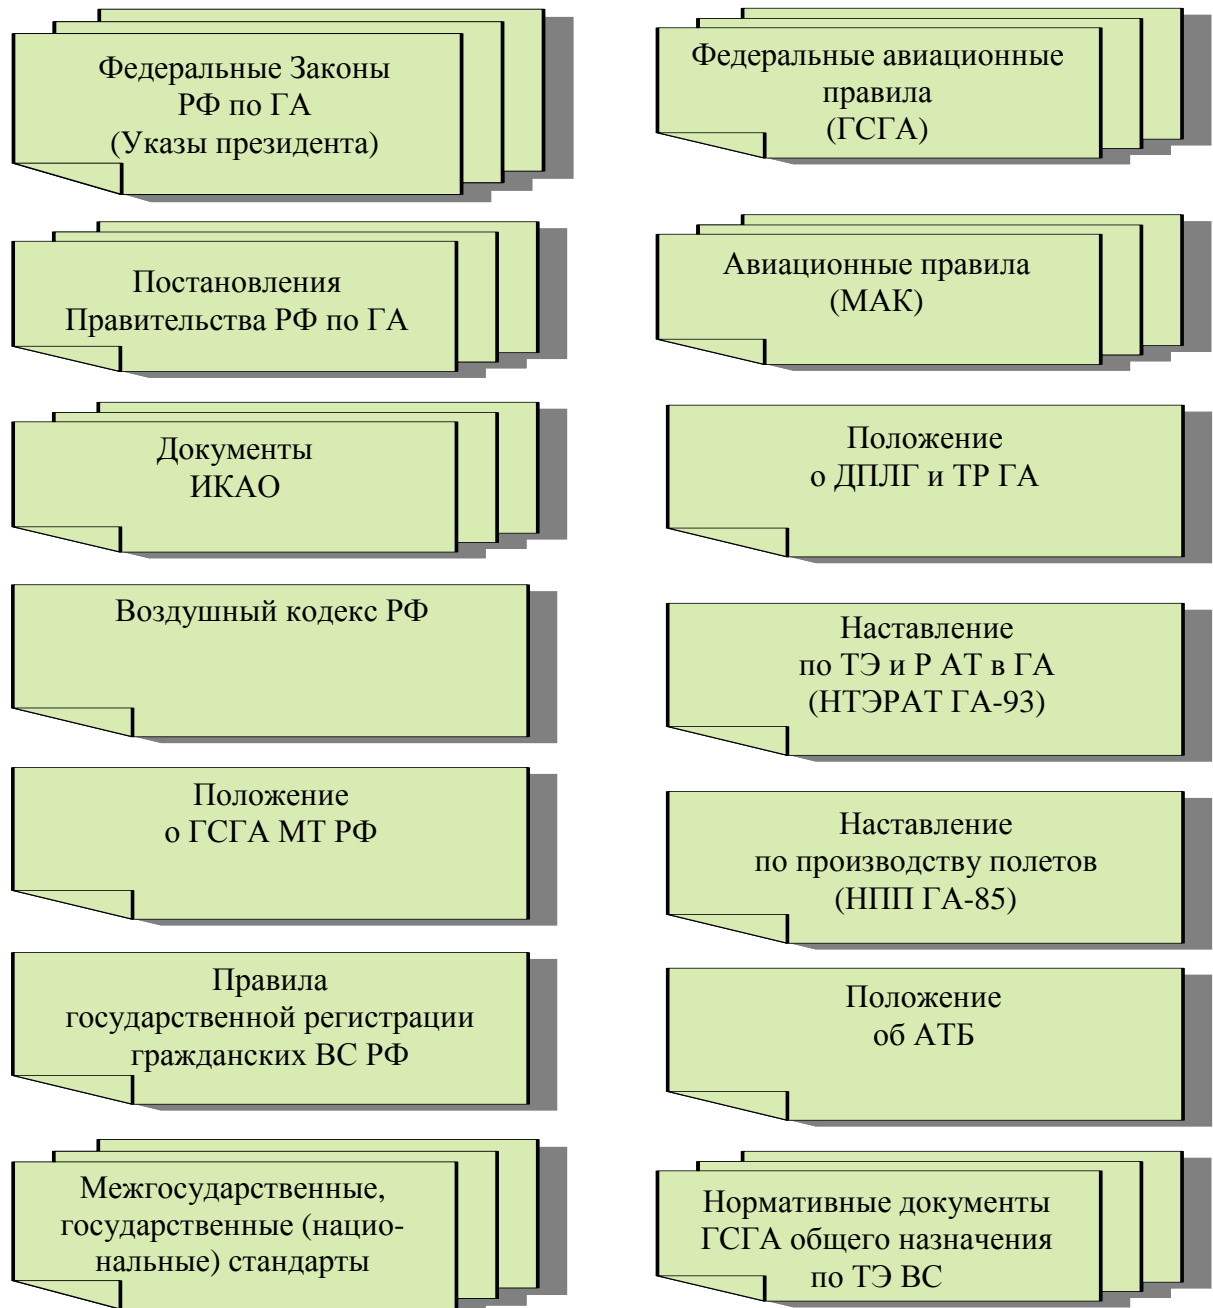 Федеральные Законы
РФ по ГА
(Указы президента)
Постановления
Правительства РФ по ГА
Документы
ИКАО
Воздушный кодекс РФ
Положение
о ГСГА МТ РФ
Правила
государственной регистрации
гражданских ВС РФ
Межгосударственные,
государственные (нацио-
нальные) стандарты
Федеральные авиационные
правила
(ГСГА)
Авиационные правила
(МАК)
Положение
о ДПЛГ и ТР ГА
Наставление
по ТЭ и Р АТ в ГА
(НТЭРАТ ГА-93)
Наставление
по производству полетов
(НПП ГА-85)
Положение
об АТБ
Нормативные документы
ГСГА общего назначения
по ТЭ ВС